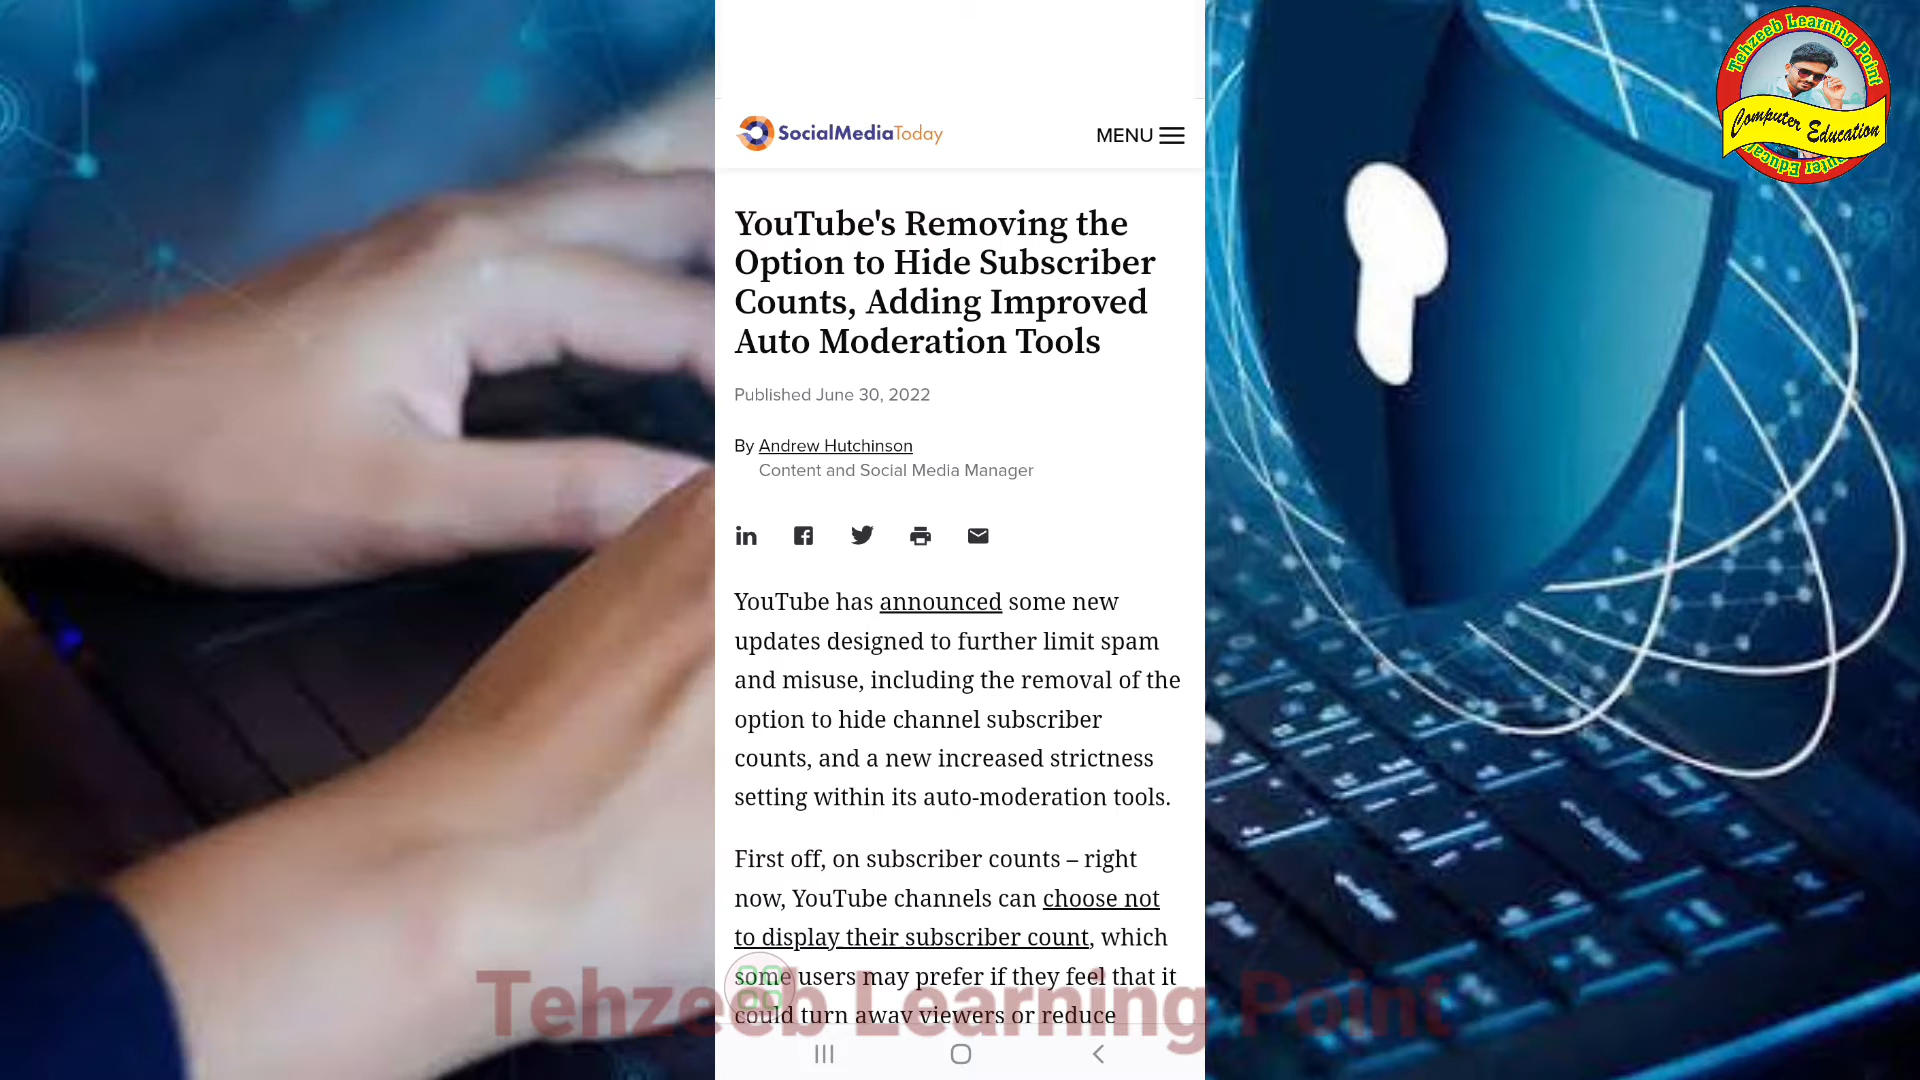 Tehzeeb Learning Point
Computer Education
SocialMediaToday
MENU
YouTube's Removing the
Option to Hide Subscriber
Counts, Adding Improved
Auto Moderation Tools
Published June 30, 2022
By Andrew Hutchinson
Content and Social Media Manager
YouTube has announced some new
updates designed to further limit spam
and misuse, including the removal of the
option to hide channel subscriber
counts, and a new increased strictness
setting within its auto-moderation tools.
First off, on subscriber counts – right
now, YouTube channels can choose not
to display their subscriber count, which
some users may prefer if they feel that it
could turn away viewers or reduce
Tehzeeb Learning Point